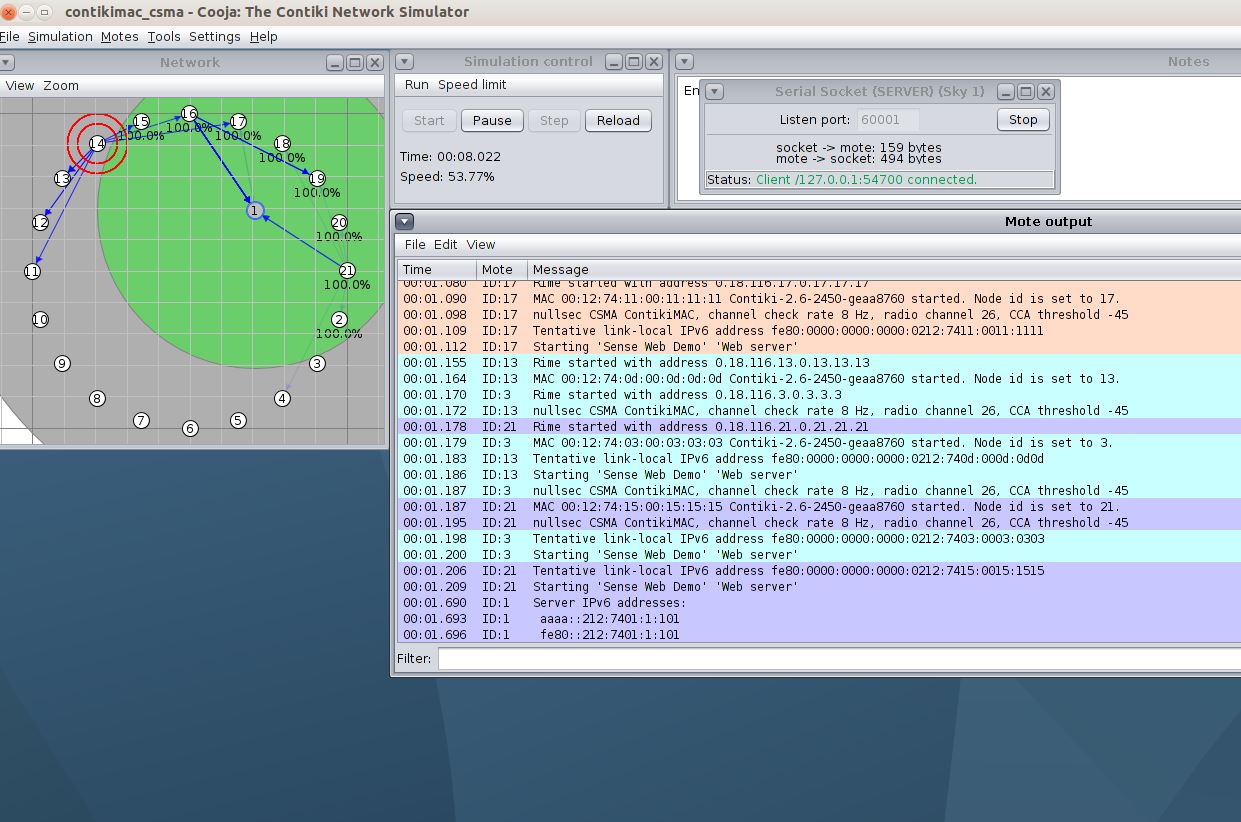 contikimac_csma - Cooja: The Contiki Network Simulator
File Simulation Motes Tools Settings Help
Network
View Zoom
16
15
17
100.0%
100.0%
100.0%
14
18
100.0%
13
19
100.0%
1
12
20
100.0%
11
21
100.0%
10
2
100.0%
9
3
8
4
7
5
6
Simulation control
Run Speed limit
Start Pause Step Reload
Time: 00:08.022
Speed: 53.77%
Notes
En
Serial Socket (SERVER) (Sky 1)
Listen port: 60001 Stop
socket -> mote: 159 bytes
mote -> socket: 494 bytes
Status: Client /127.0.0.1:54700 connected.
Mote output
File Edit View
Time Mote Message
00:01.080 ID:17 Rime started with address 0.18.116.17.0.17.17.17
00:01.090 ID:17 MAC 00:12:74:11:00:11:11:11 Contiki-2.6-2450-geaa8760 started. Node id is set to 17.
00:01.098 ID:17 nullsec CSMA ContikiMAC, channel check rate 8 Hz, radio channel 26, CCA threshold -45
00:01.109 ID:17 Tentative link-local IPv6 address fe80:0000:0000:0000:0212:7411:0011:1111
00:01.112 ID:17 Starting 'Sense Web Demo' 'Web server'
00:01.155 ID:13 Rime started with address 0.18.116.13.0.13.13.13
00:01.164 ID:13 MAC 00:12:74:0d:00:0d:0d:0d Contiki-2.6-2450-geaa8760 started. Node id is set to 13.
00:01.170 ID:3 Rime started with address 0.18.116.3.0.3.3.3
00:01.172 ID:13 nullsec CSMA ContikiMAC, channel check rate 8 Hz, radio channel 26, CCA threshold -45
00:01.178 ID:21 Rime started with address 0.18.116.21.0.21.21.21
00:01.179 ID:3 MAC 00:12:74:03:00:03:03:03 Contiki-2.6-2450-geaa8760 started. Node id is set to 3.
00:01.183 ID:13 Tentative link-local IPv6 address fe80:0000:0000:0000:0212:740d:000d:0d0d
00:01.186 ID:13 Starting 'Sense Web Demo' 'Web server'
00:01.187 ID:3 nullsec CSMA ContikiMAC, channel check rate 8 Hz, radio channel 26, CCA threshold -45
00:01.187 ID:21 MAC 00:12:74:15:00:15:15:15 Contiki-2.6-2450-geaa8760 started. Node id is set to 21.
00:01.195 ID:21 nullsec CSMA ContikiMAC, channel check rate 8 Hz, radio channel 26, CCA threshold -45
00:01.198 ID:3 Tentative link-local IPv6 address fe80:0000:0000:0000:0212:7403:0003:0303
00:01.200 ID:3 Starting 'Sense Web Demo' 'Web server'
00:01.206 ID:21 Tentative link-local IPv6 address fe80:0000:0000:0000:0212:7415:0015:1515
00:01.209 ID:21 Starting 'Sense Web Demo' 'Web server'
00:01.690 ID:1 Server IPv6 addresses:
00:01.693 ID:1 aaaa::212:7401:1:101
00:01.696 ID:1 fe80::212:7401:1:101
Filter: